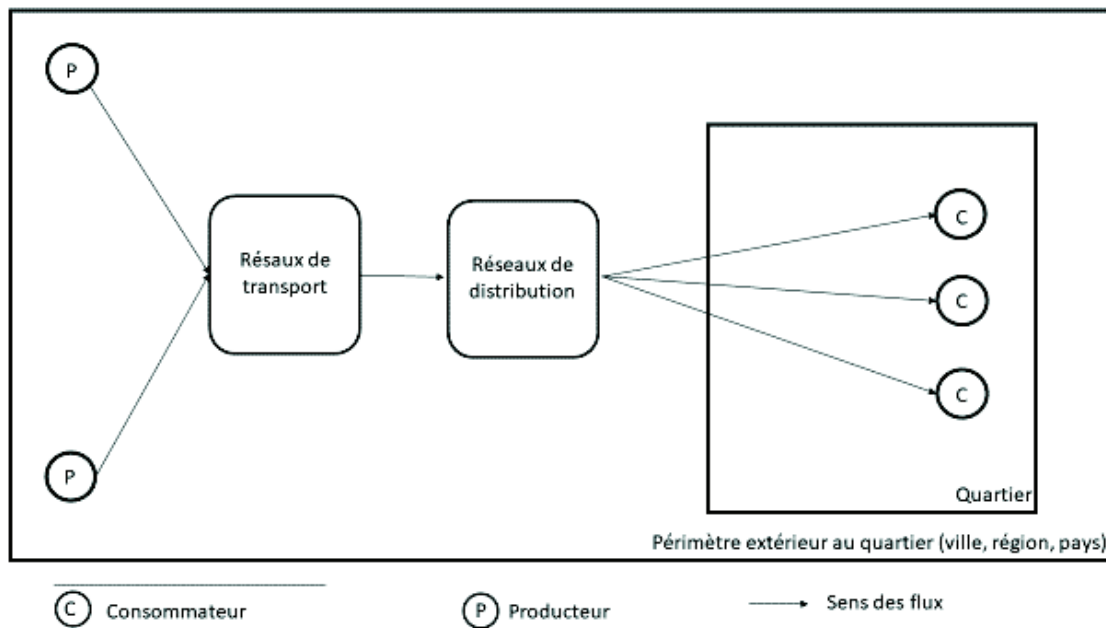 P
Résaux de
transport
Réseaux de
distribution
C
C
C
P
Quartier
Périmètre extérieur au quartier (ville, région, pays)
C Consommateur
P Producteur
Sens des flux